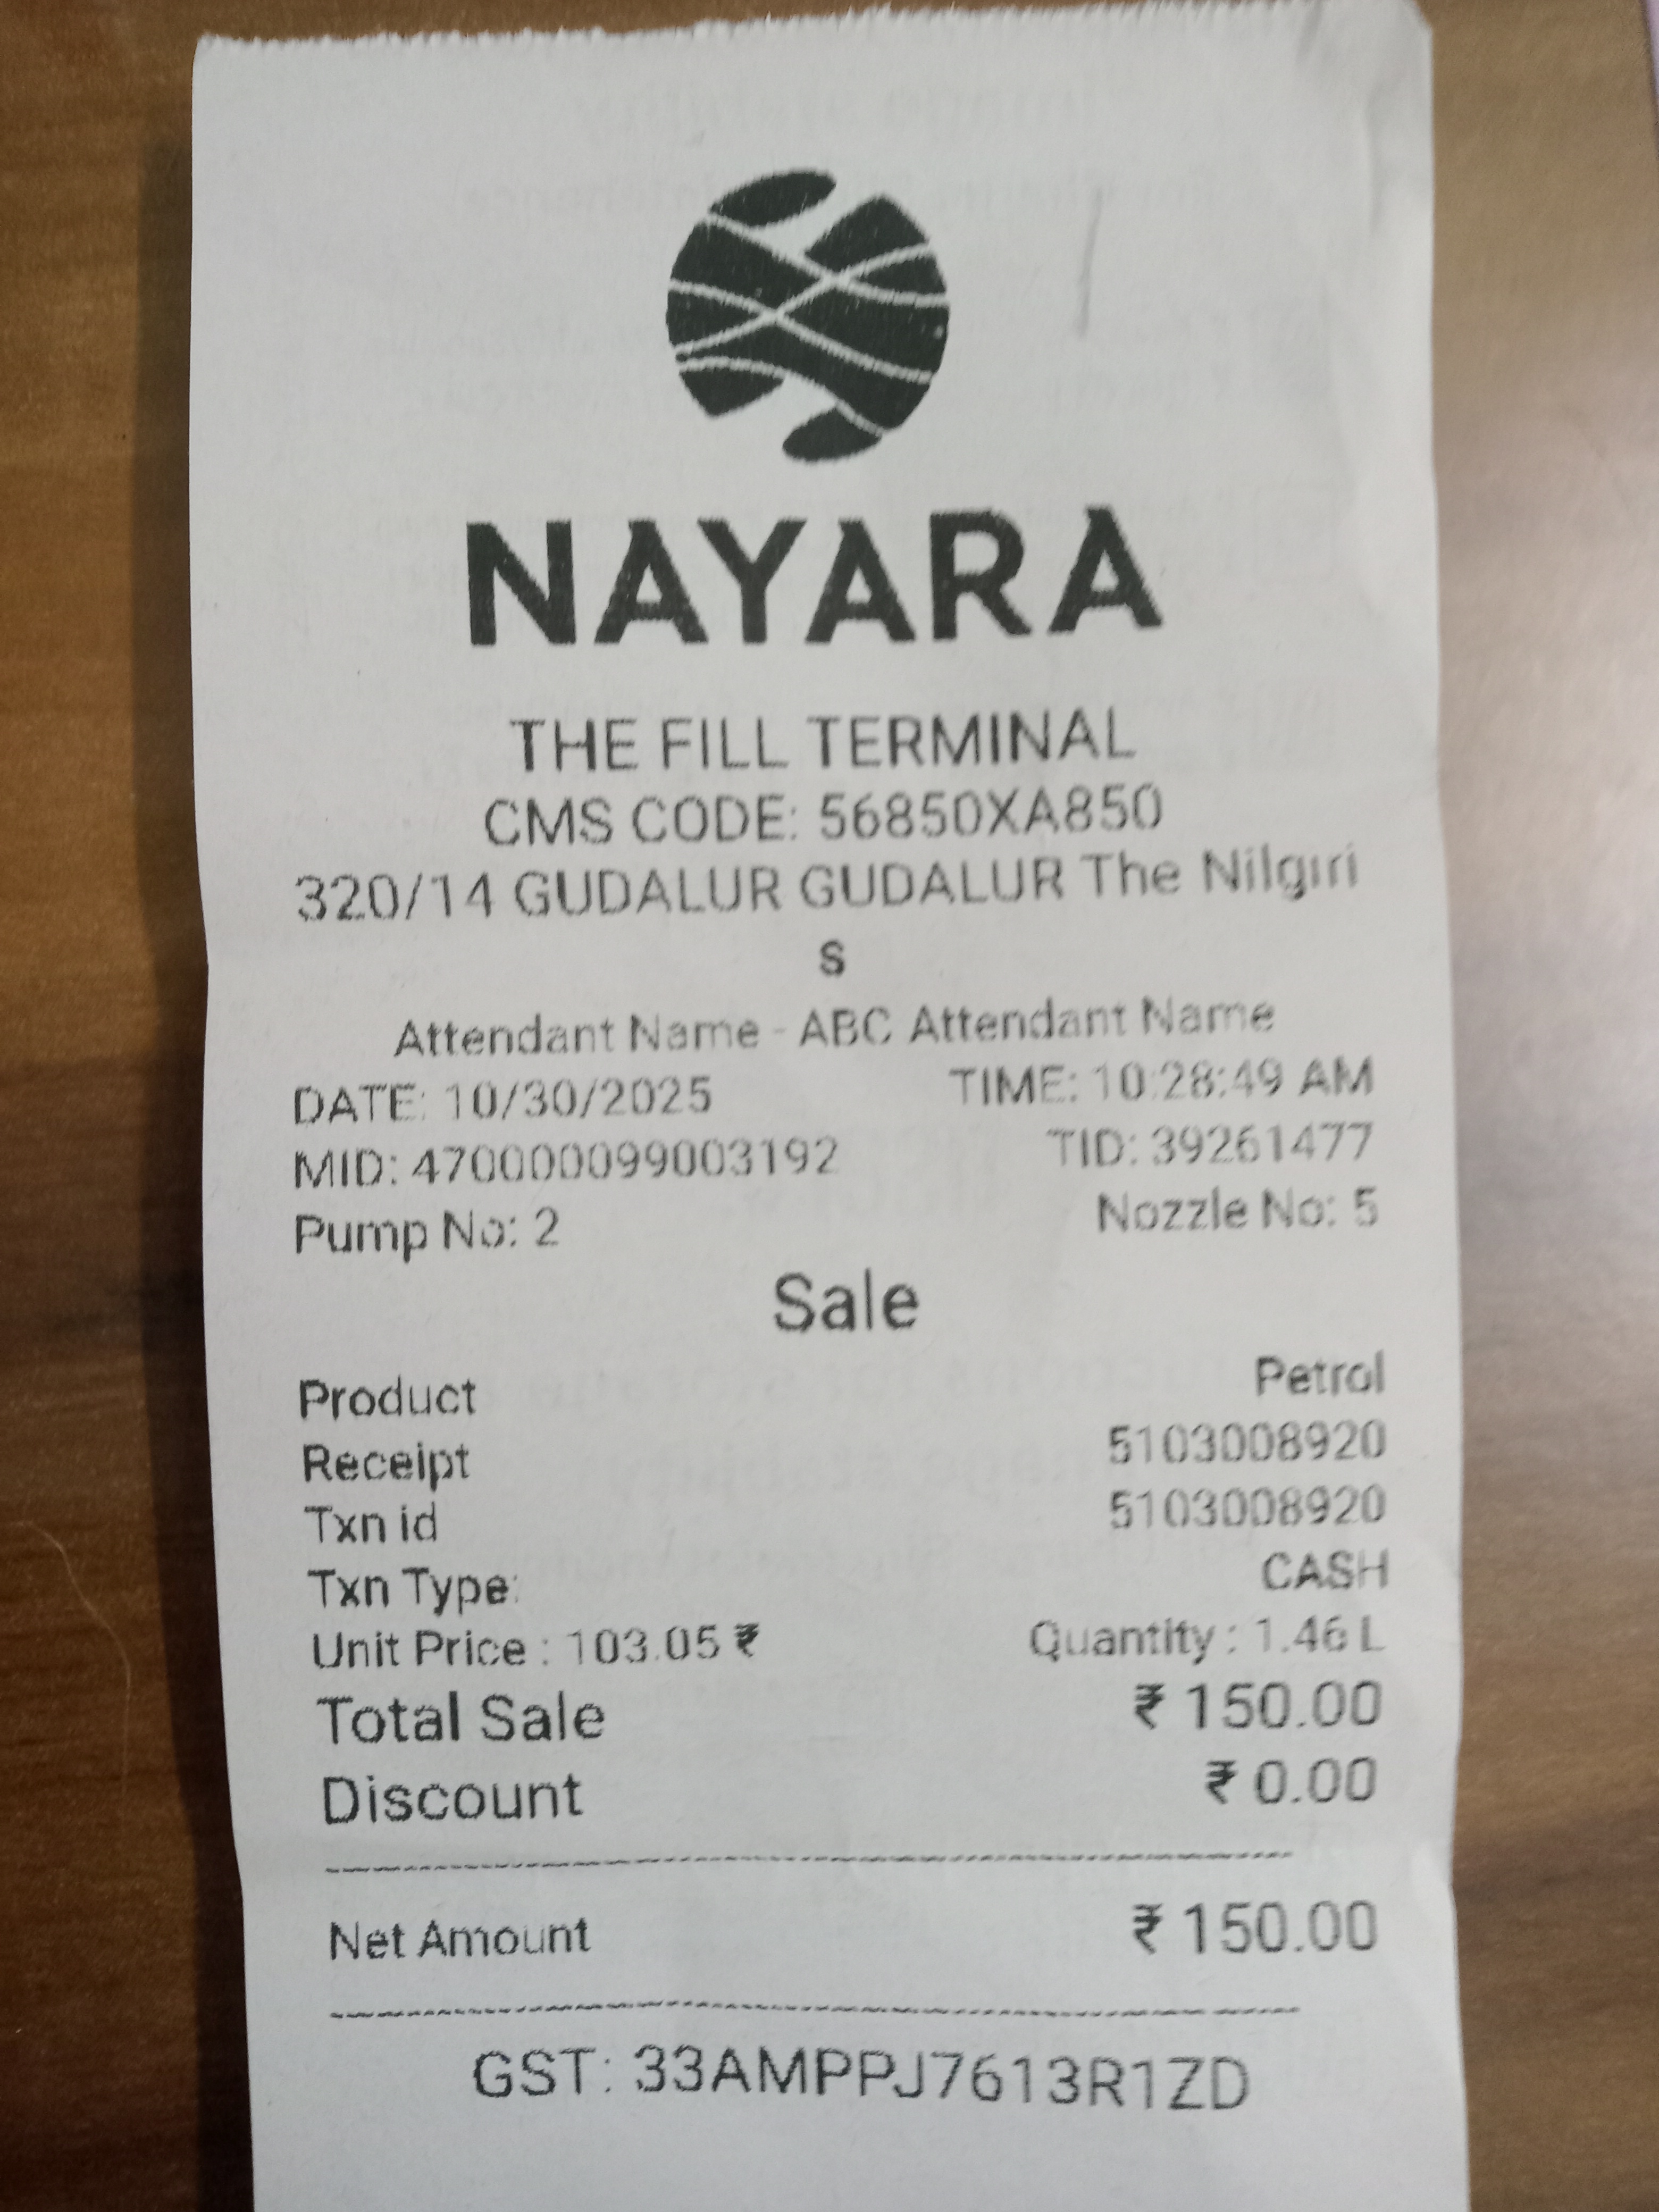 NAYARA
THE FILL TERMINAL
CMS CODE: 56850XA850
320/14 GUDALUR GUDALUR The Nilgiri
s
Attendant Name - ABC Attendant Name
DATE: 10/30/2025 TIME: 10:28:49 AM
MID: 470000099003192 TID: 39261477
Pump No: 2 Nozzle No: 5
Sale
Product Petrol
Receipt 5103008920
Txn id 5103008920
Txn Type: CASH
Unit Price : 103.05 ₹ Quantity : 1.46 L
Total Sale ₹ 150.00
Discount ₹ 0.00
Net Amount ₹ 150.00
GST: 33AMPPJ7613R1ZD